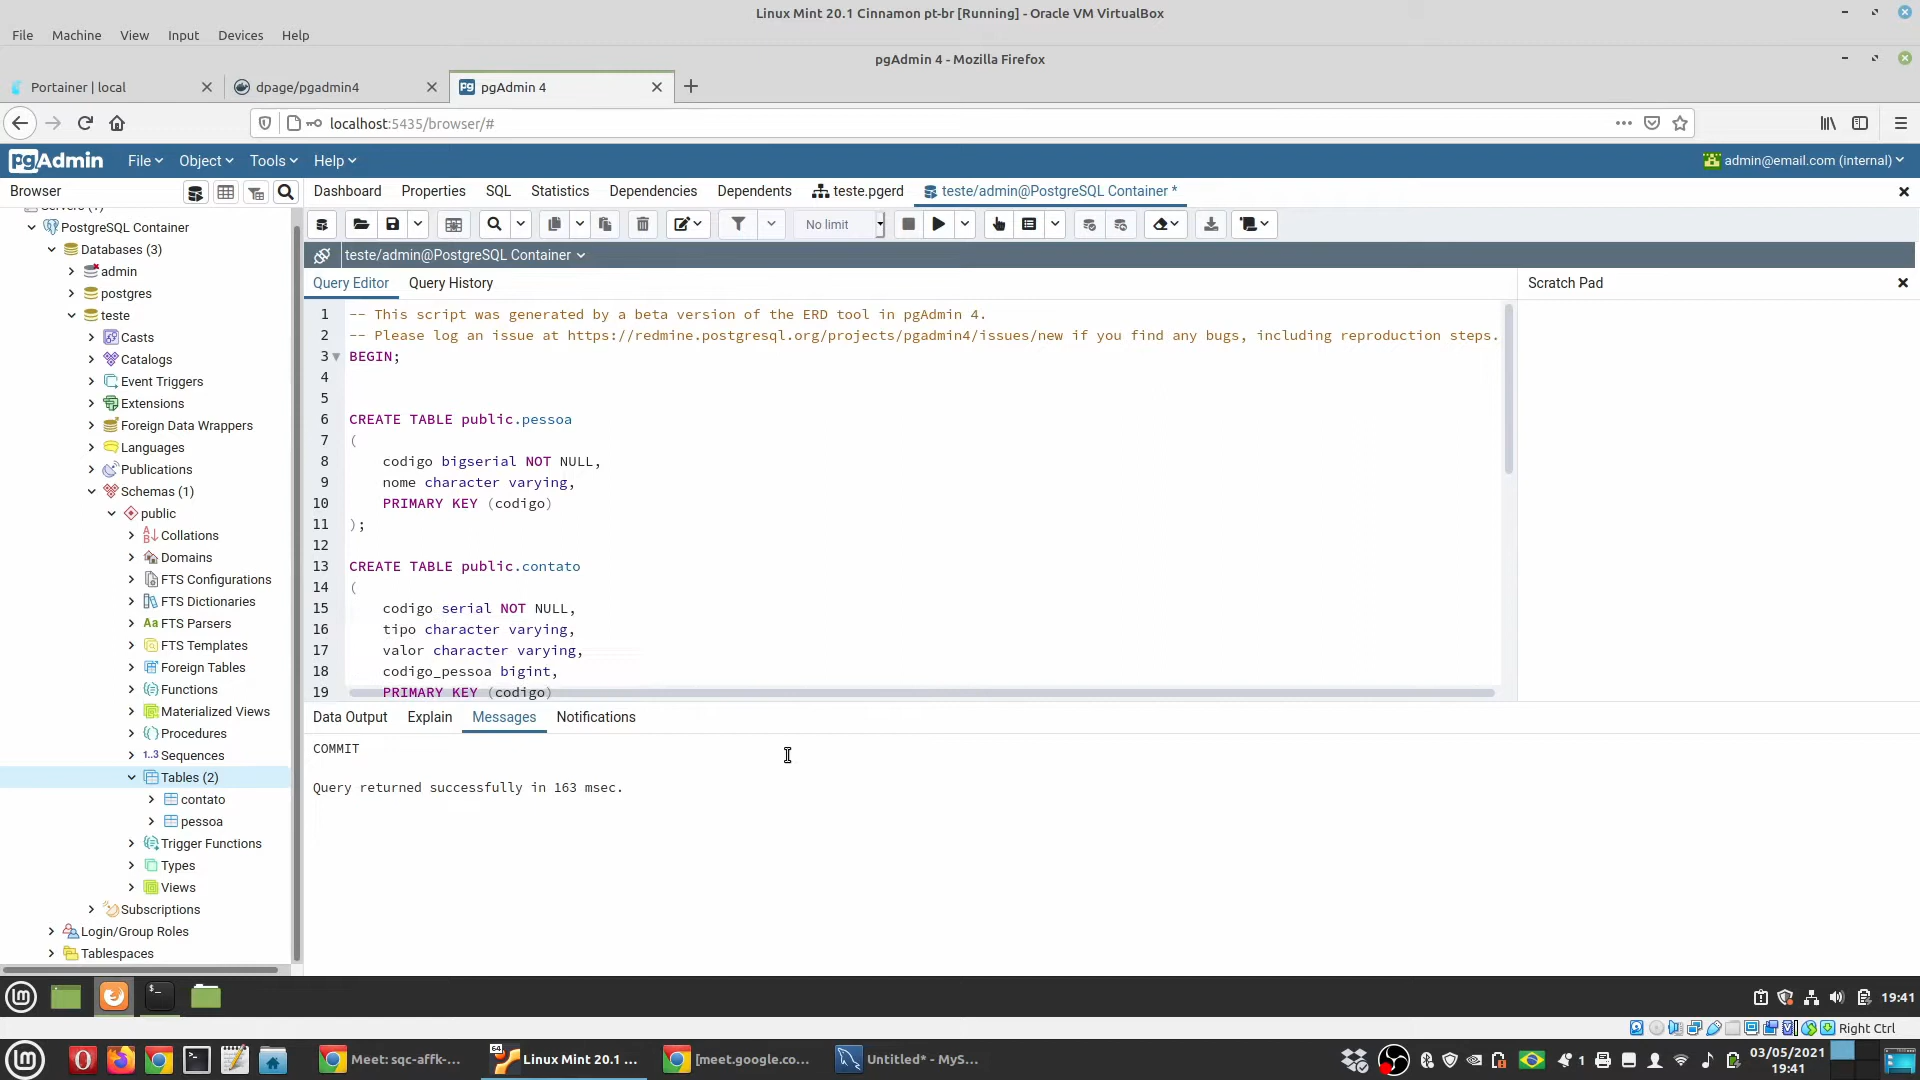 Linux Mint 20.1 Cinnamon pt-br [Running] - Oracle VM VirtualBox
File Machine View Input Devices Help
pgAdmin 4 - Mozilla Firefox
Portainer | local
dpage/pgadmin4
pgAdmin 4
localhost:5435/browser/#
pgAdmin File Object Tools Help admin@email.com (internal)
Browser
Dashboard Properties SQL Statistics Dependencies Dependents teste.pgerd teste/admin@PostgreSQL Container *
No limit
teste/admin@PostgreSQL Container
PostgreSQL Container
Databases (3)
admin
postgres
teste
Casts
Catalogs
Event Triggers
Extensions
Foreign Data Wrappers
Languages
Publications
Schemas (1)
public
Collations
Domains
FTS Configurations
FTS Dictionaries
Aa FTS Parsers
FTS Templates
Foreign Tables
Functions
Materialized Views
Procedures
1..3 Sequences
Tables (2)
contato
pessoa
Trigger Functions
Types
Views
Subscriptions
Login/Group Roles
Tablespaces
Query Editor Query History
Scratch Pad
1 -- This script was generated by a beta version of the ERD tool in pgAdmin 4.
2 -- Please log an issue at https://redmine.postgresql.org/projects/pgadmin4/issues/new if you find any bugs, including reproduction steps.
3 BEGIN;
4
5
6 CREATE TABLE public.pessoa
7 (
8 codigo bigserial NOT NULL,
9 nome character varying,
10 PRIMARY KEY (codigo)
11 );
12
13 CREATE TABLE public.contato
14 (
15 codigo serial NOT NULL,
16 tipo character varying,
17 valor character varying,
18 codigo_pessoa bigint,
19 PRIMARY KEY (codigo)
Data Output Explain Messages Notifications
COMMIT
Query returned successfully in 163 msec.
19:41
Right Ctrl
Meet: sqc-affk-...
64
Linux Mint 20.1 ...
[meet.google.co...
Untitled* - MyS...
1
03/05/2021
19:41